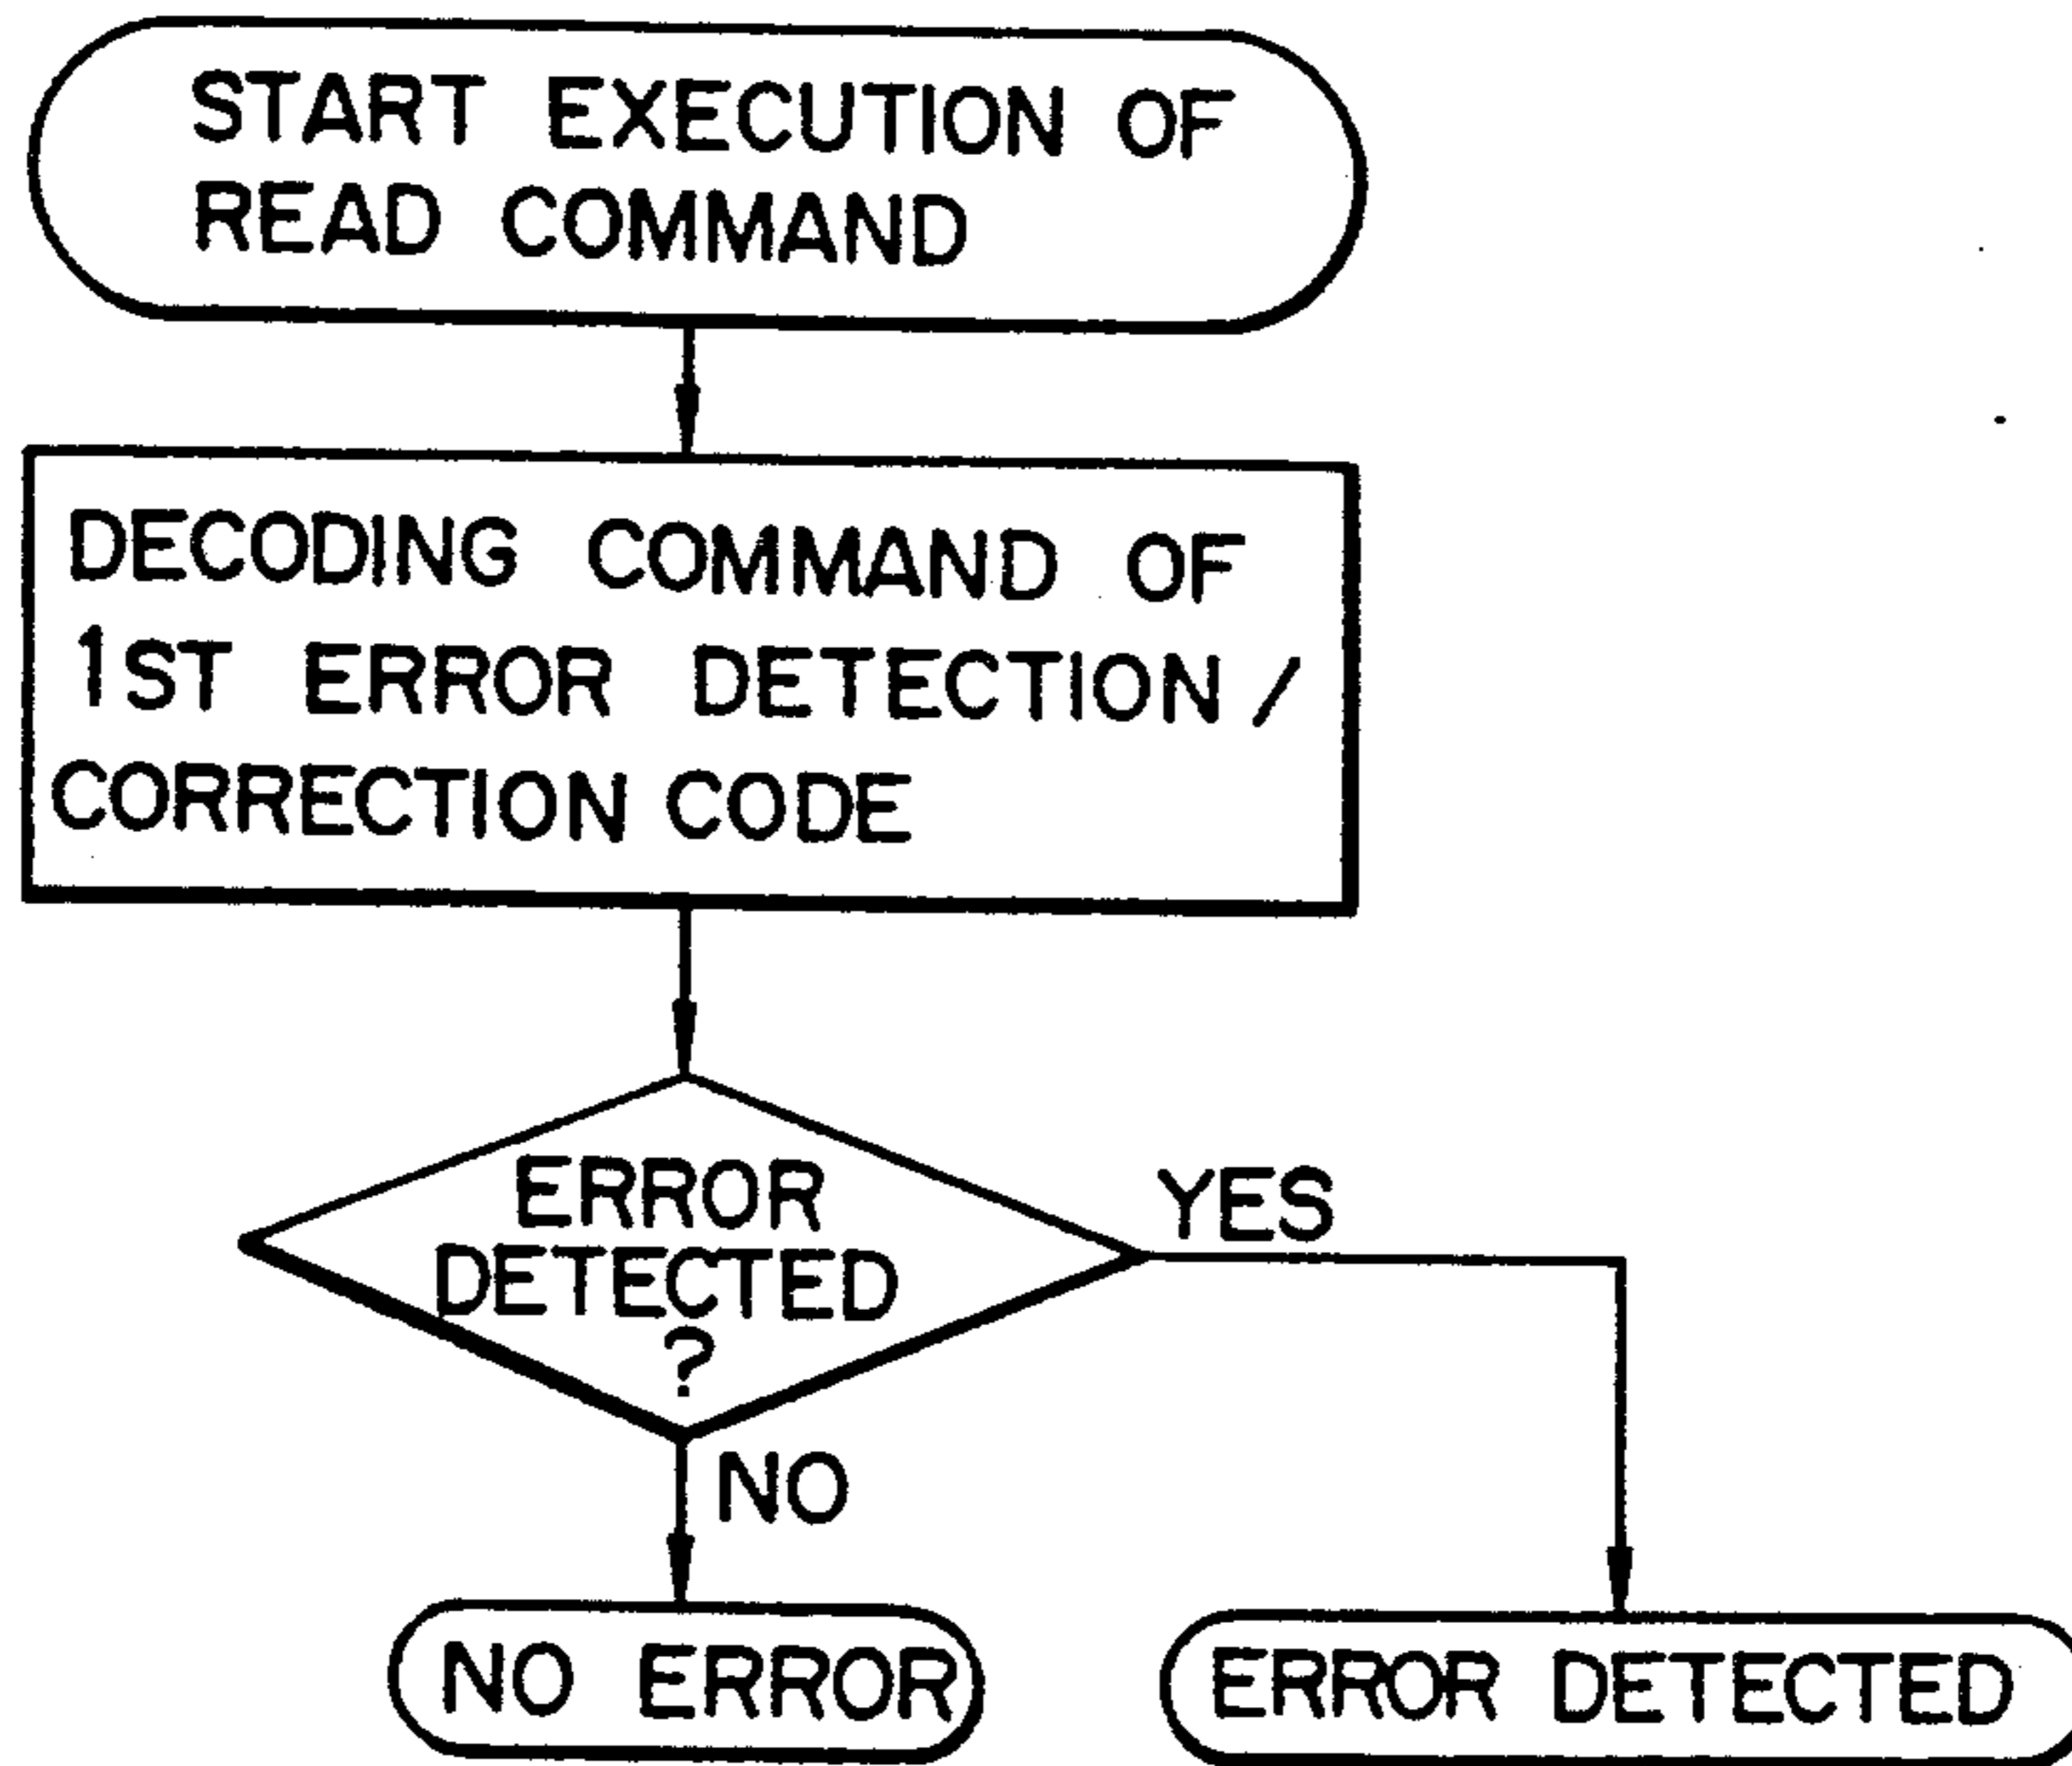 START EXECUTION OF
READ COMMAND
DECODING COMMAND OF
1ST ERROR DETECTION /
CORRECTION CODE
ERROR
DETECTED
?
YES
NO
NO ERROR
ERROR DETECTED